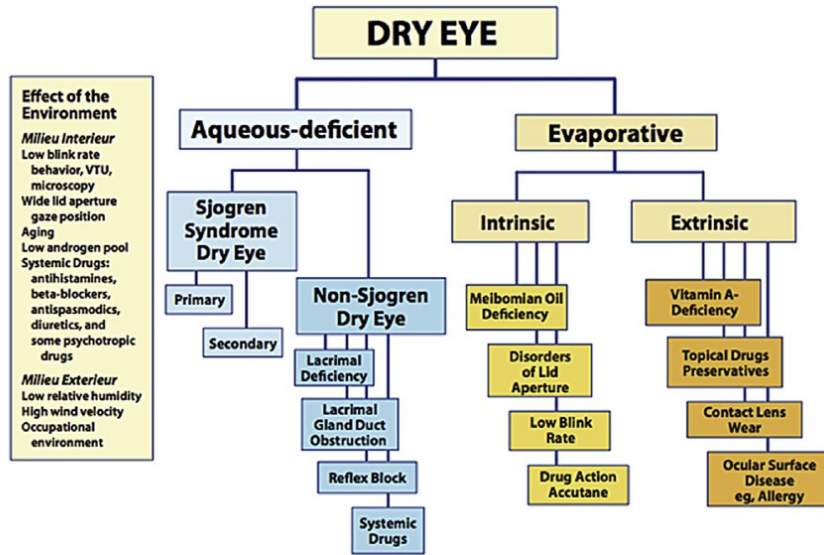 DRY EYE
Effect of the
Environment
Milieu Interieur
Low blink rate
behavior, VTU,
microscopy
Wide lid aperture
gaze position
Aging
Low androgen pool
Systemic Drugs:
antihistamines,
beta-blockers,
antispasmodics,
diuretics, and
some psychotropic
drugs
Milieu Exterieur
Low relative humidity
High wind velocity
Occupational
environment
Aqueous-deficient
Sjogren
Syndrome
Dry Eye
Primary
Secondary
Non-Sjogren
Dry Eye
Lacrimal
Deficiency
Lacrimal
Gland Duct
Obstruction
Reflex Block
Systemic
Drugs
Evaporative
Intrinsic
Meibomian Oil
Deficiency
Disorders
of Lid
Aperture
Low Blink
Rate
Drug Action
Accutane
Extrinsic
Vitamin A-
Deficiency
Topical Drugs
Preservatives
Contact Lens
Wear
Ocular Surface
Disease
eg, Allergy